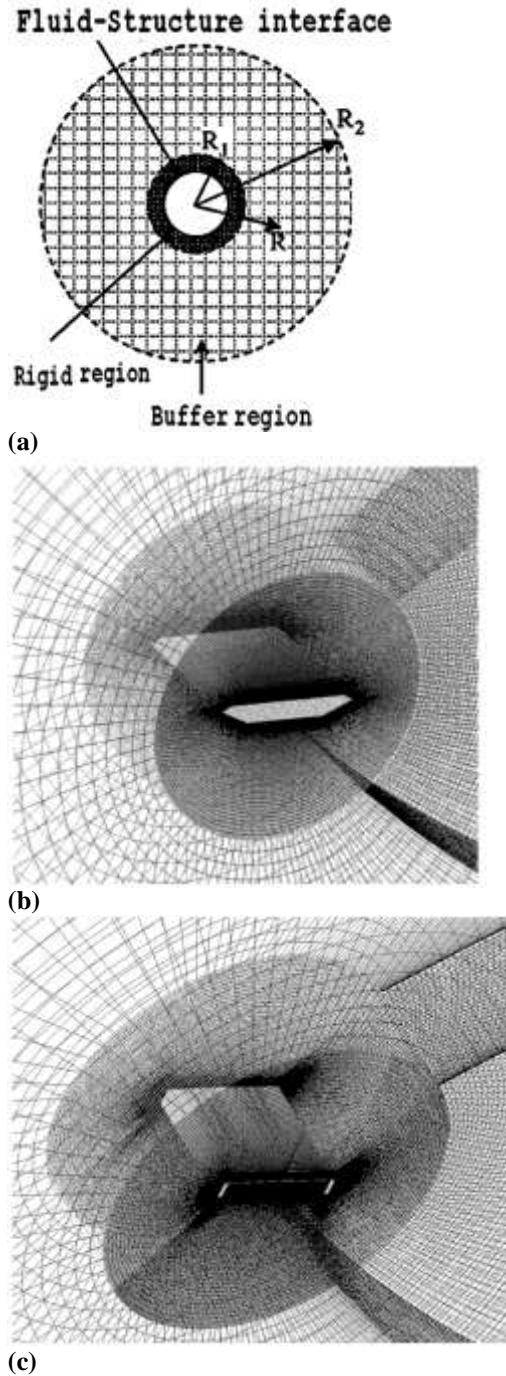 Fluid-Structure interface
R2
R1
R
Rigid region
Buffer region
(a)
(b)
(c)